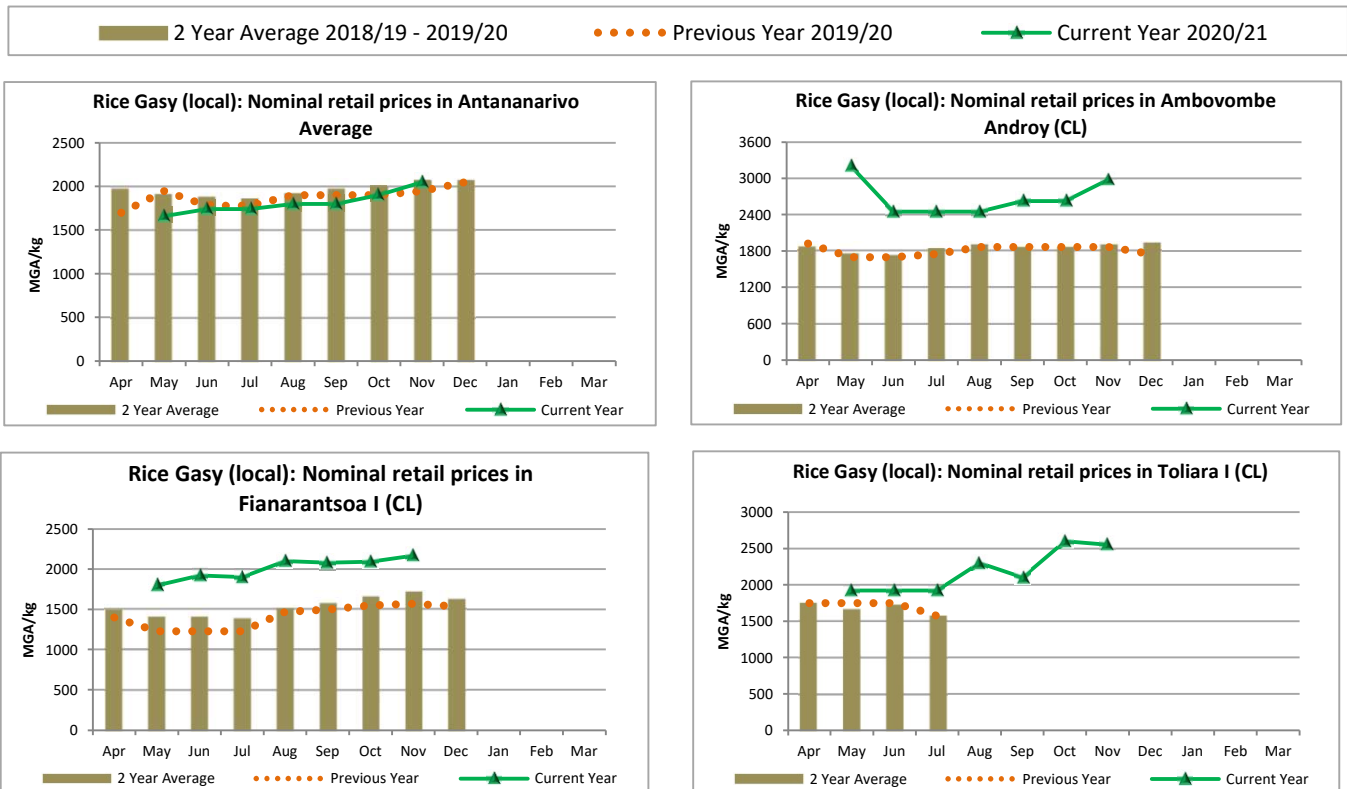 2 Year Average 2018/19 - 2019/20 Previous Year 2019/20 Current Year 2020/21
Rice Gasy (local): Nominal retail prices in Antananarivo
Average
MGA/kg
2500
2000
1500
1000
500
0
Apr May Jun Jul Aug Sep Oct Nov Dec Jan Feb Mar
2 Year Average Previous Year Current Year
Rice Gasy (local): Nominal retail prices in Ambovombe
Androy (CL)
MGA/kg
3600
3000
2400
1800
1200
600
0
Apr May Jun Jul Aug Sep Oct Nov Dec Jan Feb Mar
2 Year Average Previous Year Current Year
Rice Gasy (local): Nominal retail prices in
Fianarantsoa I (CL)
MGA/kg
2500
2000
1500
1000
500
0
Apr May Jun Jul Aug Sep Oct Nov Dec Jan Feb Mar
2 Year Average Previous Year Current Year
Rice Gasy (local): Nominal retail prices in Toliara I (CL)
MGA/kg
3000
2500
2000
1500
1000
500
0
Apr May Jun Jul Aug Sep Oct Nov Dec Jan Feb Mar
2 Year Average Previous Year Current Year